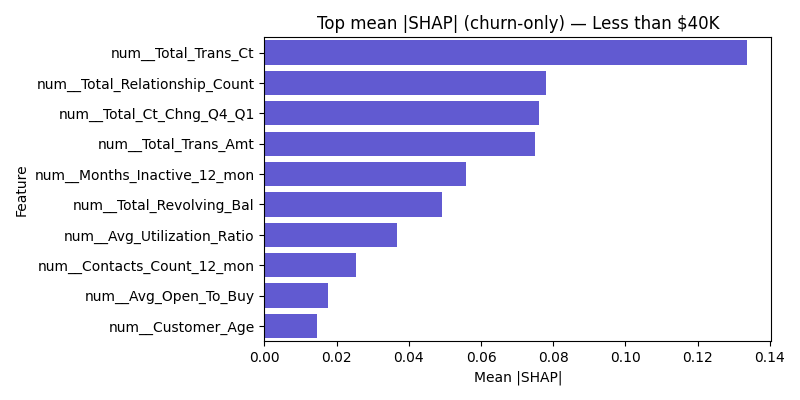 Top mean |SHAP| (churn-only) — Less than $40K
Feature
num__Total_Trans_Ct
num__Total_Relationship_Count
num__Total_Ct_Chng_Q4_Q1
num__Total_Trans_Amt
num__Months_Inactive_12_mon
num__Total_Revolving_Bal
num__Avg_Utilization_Ratio
num__Contacts_Count_12_mon
num__Avg_Open_To_Buy
num__Customer_Age
0.00 0.02 0.04 0.06 0.08 0.10 0.12 0.14
Mean |SHAP|